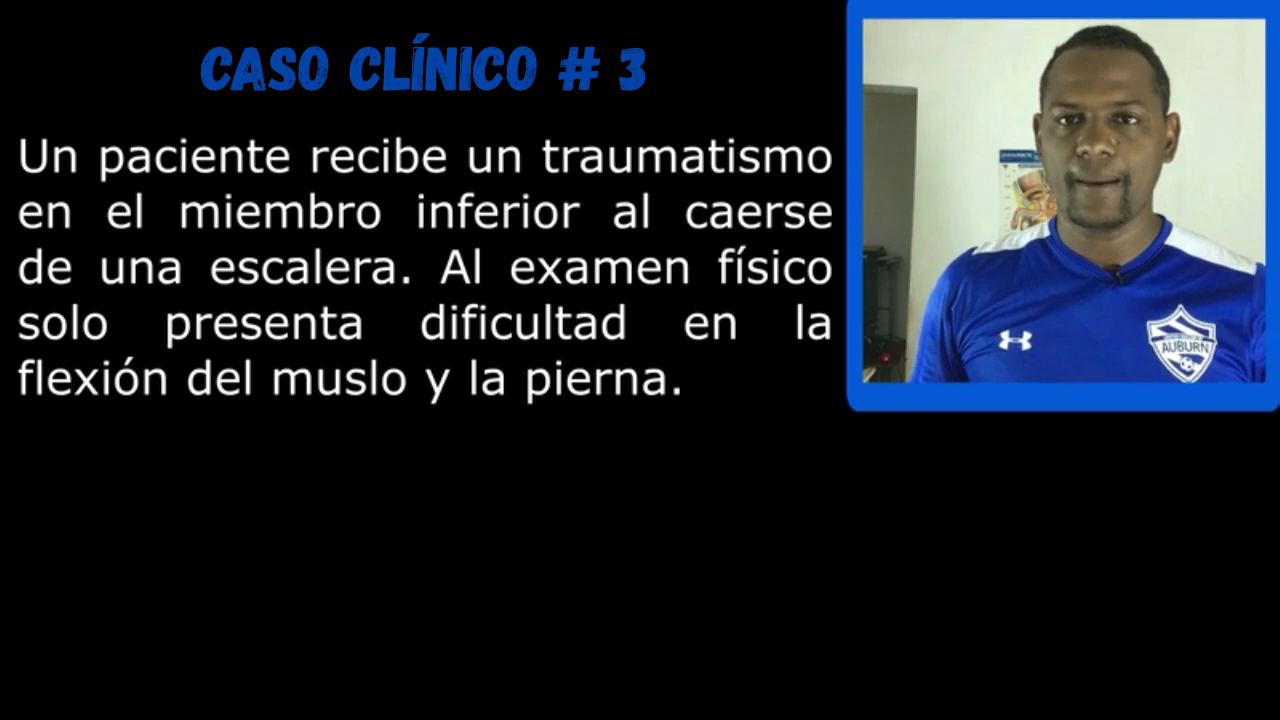 CASO CLÍNICO # 3
Un paciente recibe un traumatismo
en el miembro inferior al caerse
de una escalera. Al examen físico
solo presenta dificultad en la
flexión del muslo y la pierna.
AUBURN